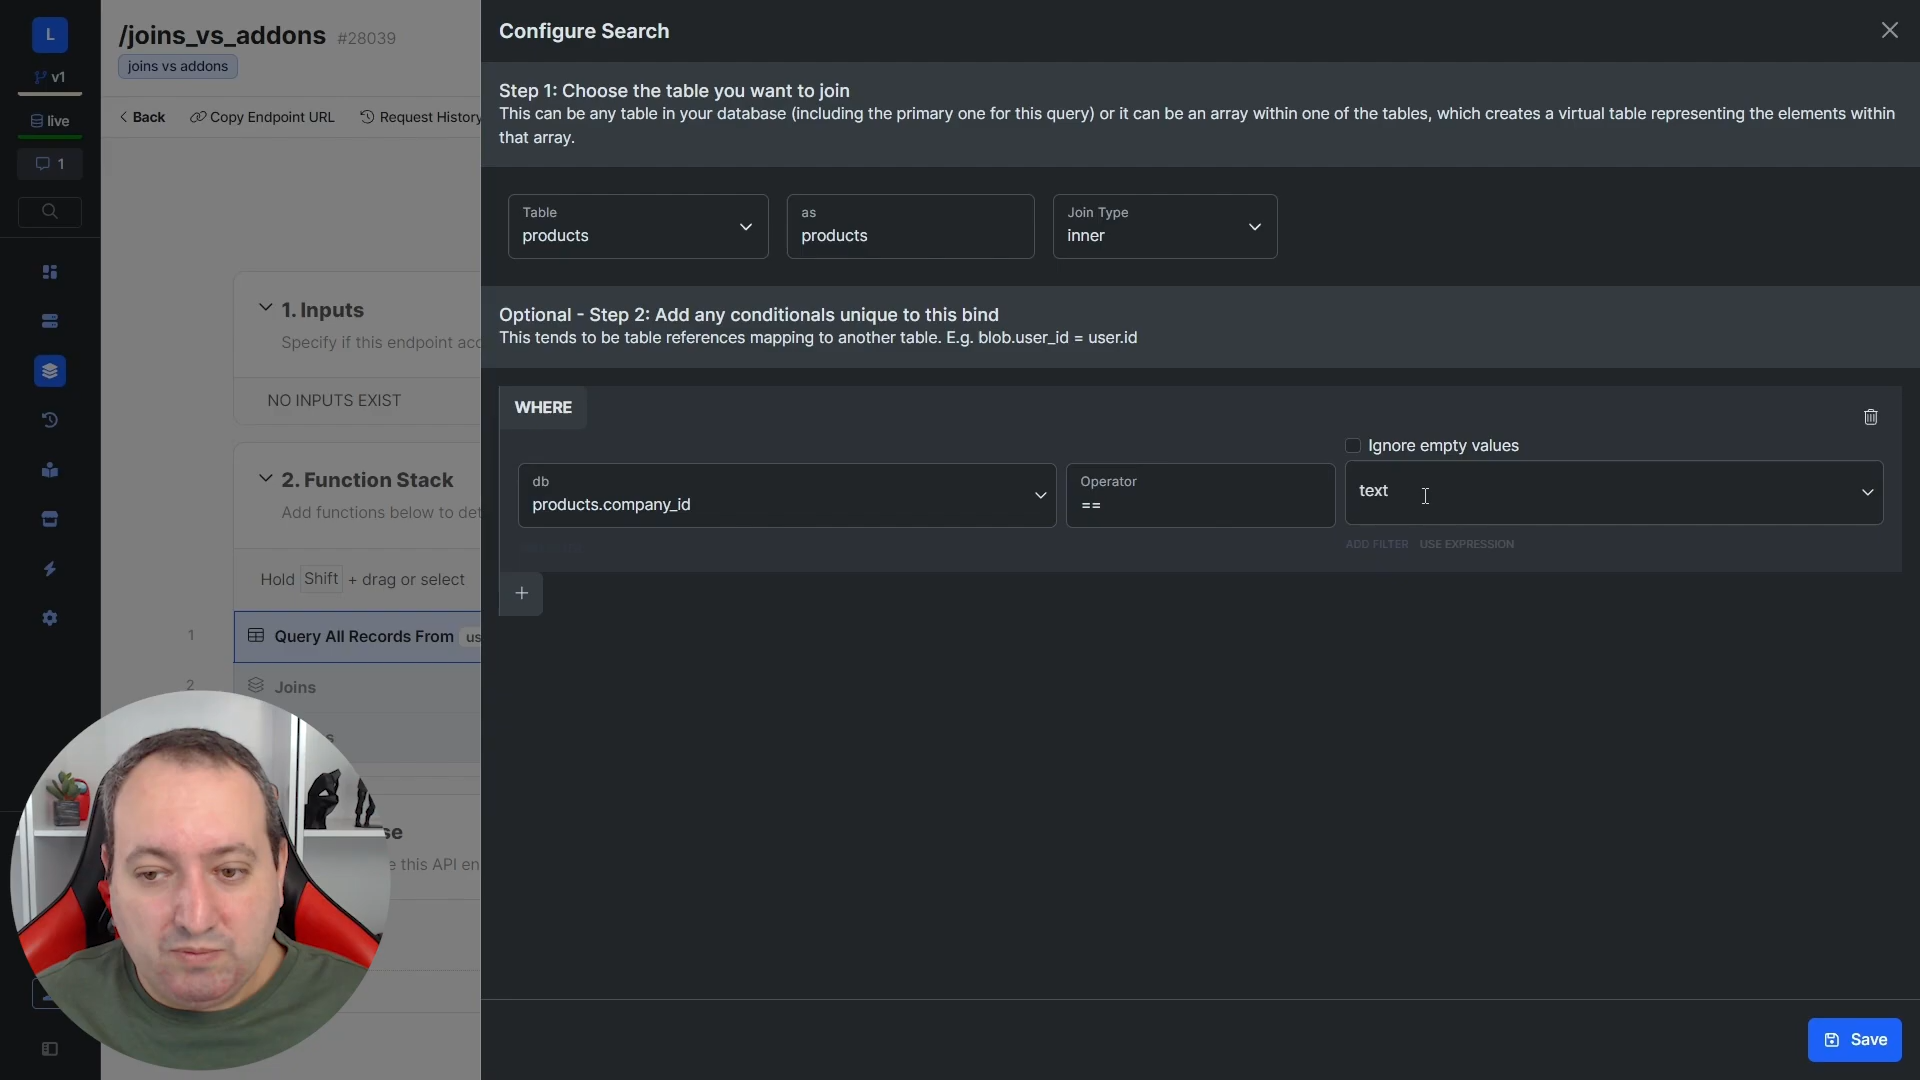 L
/joins_vs_addons #28039
joins vs addons
v1
live
1
Back Copy Endpoint URL Request History
1. Inputs
Specify if this endpoint acc
NO INPUTS EXIST
2. Function Stack
Add functions below to det
Hold Shift + drag or select
1 Query All Records From us
2 Joins
s
se
e this API en
Configure Search
Step 1: Choose the table you want to join
This can be any table in your database (including the primary one for this query) or it can be an array within one of the tables, which creates a virtual table representing the elements within
that array.
Table
products
as
products
Join Type
inner
Optional - Step 2: Add any conditionals unique to this bind
This tends to be table references mapping to another table. E.g. blob.user_id = user.id
WHERE
Ignore empty values
db
products.company_id
Operator
==
text
ADD FILTER USE EXPRESSION
+
Save